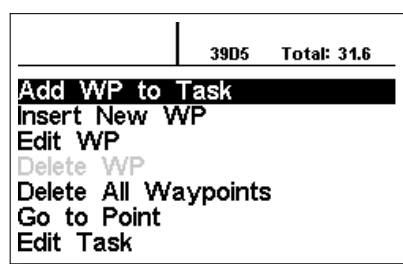 39D5 Total: 31.6
Add WP to Task
Insert New WP
Edit WP
Delete WP
Delete All Waypoints
Go to Point
Edit Task